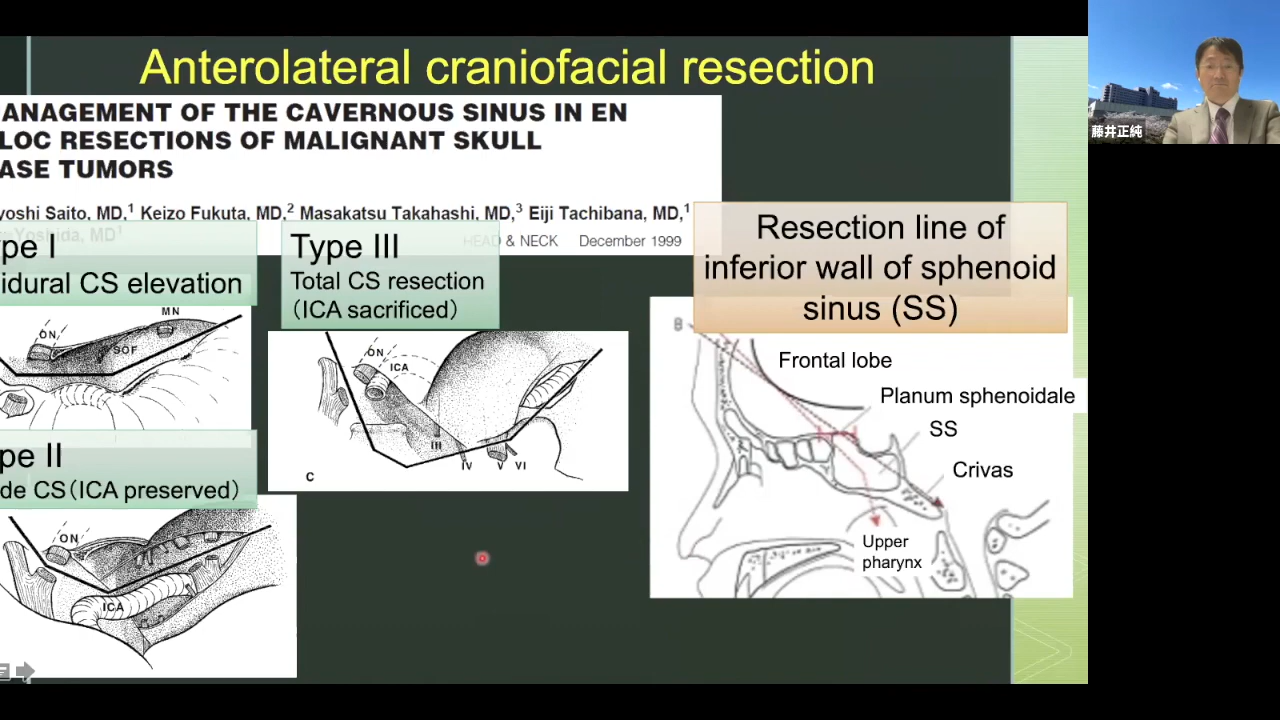 Anterolateral craniofacial resection
ANAGEMENT OF THE CAVERNOUS SINUS IN EN
LOC RESECTIONS OF MALIGNANT SKULL
ASE TUMORS
yoshi Saito, MD,1 Keizo Fukuta, MD,2 Masakatsu Takahashi, MD,3 Eiji Tachibana, MD,1
Yoshida, MD1
HEAD & NECK December 1999
ype I
idural CS elevation
ON
MN
SOF
pe II
de CS(ICA preserved)
ON
ICA
Type III
Total CS resection
(ICA sacrificed)
ON
ICA
III
IV
V
VI
C
Resection line of
inferior wall of sphenoid
sinus (SS)
B
Frontal lobe
Planum sphenoidale
SS
Crivas
Upper
pharynx
藤井正純